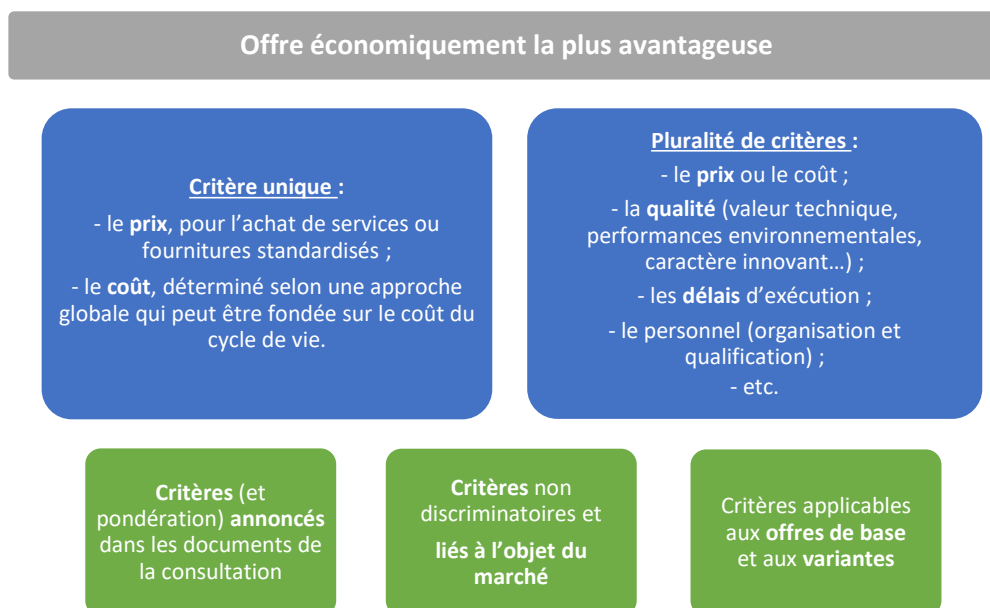 Offre économiquement la plus avantageuse
Critère unique :
- le prix, pour l’achat de services ou
fournitures standardisés ;
- le coût, déterminé selon une approche
globale qui peut être fondée sur le coût du
cycle de vie.
Pluralité de critères :
- le prix ou le coût ;
- la qualité (valeur technique,
performances environnementales,
caractère innovant…) ;
- les délais d’exécution ;
- le personnel (organisation et
qualification) ;
- etc.
Critères (et
pondération) annoncés
dans les documents de
la consultation
Critères non
discriminatoires et
liés à l’objet du
marché
Critères applicables
aux offres de base
et aux variantes